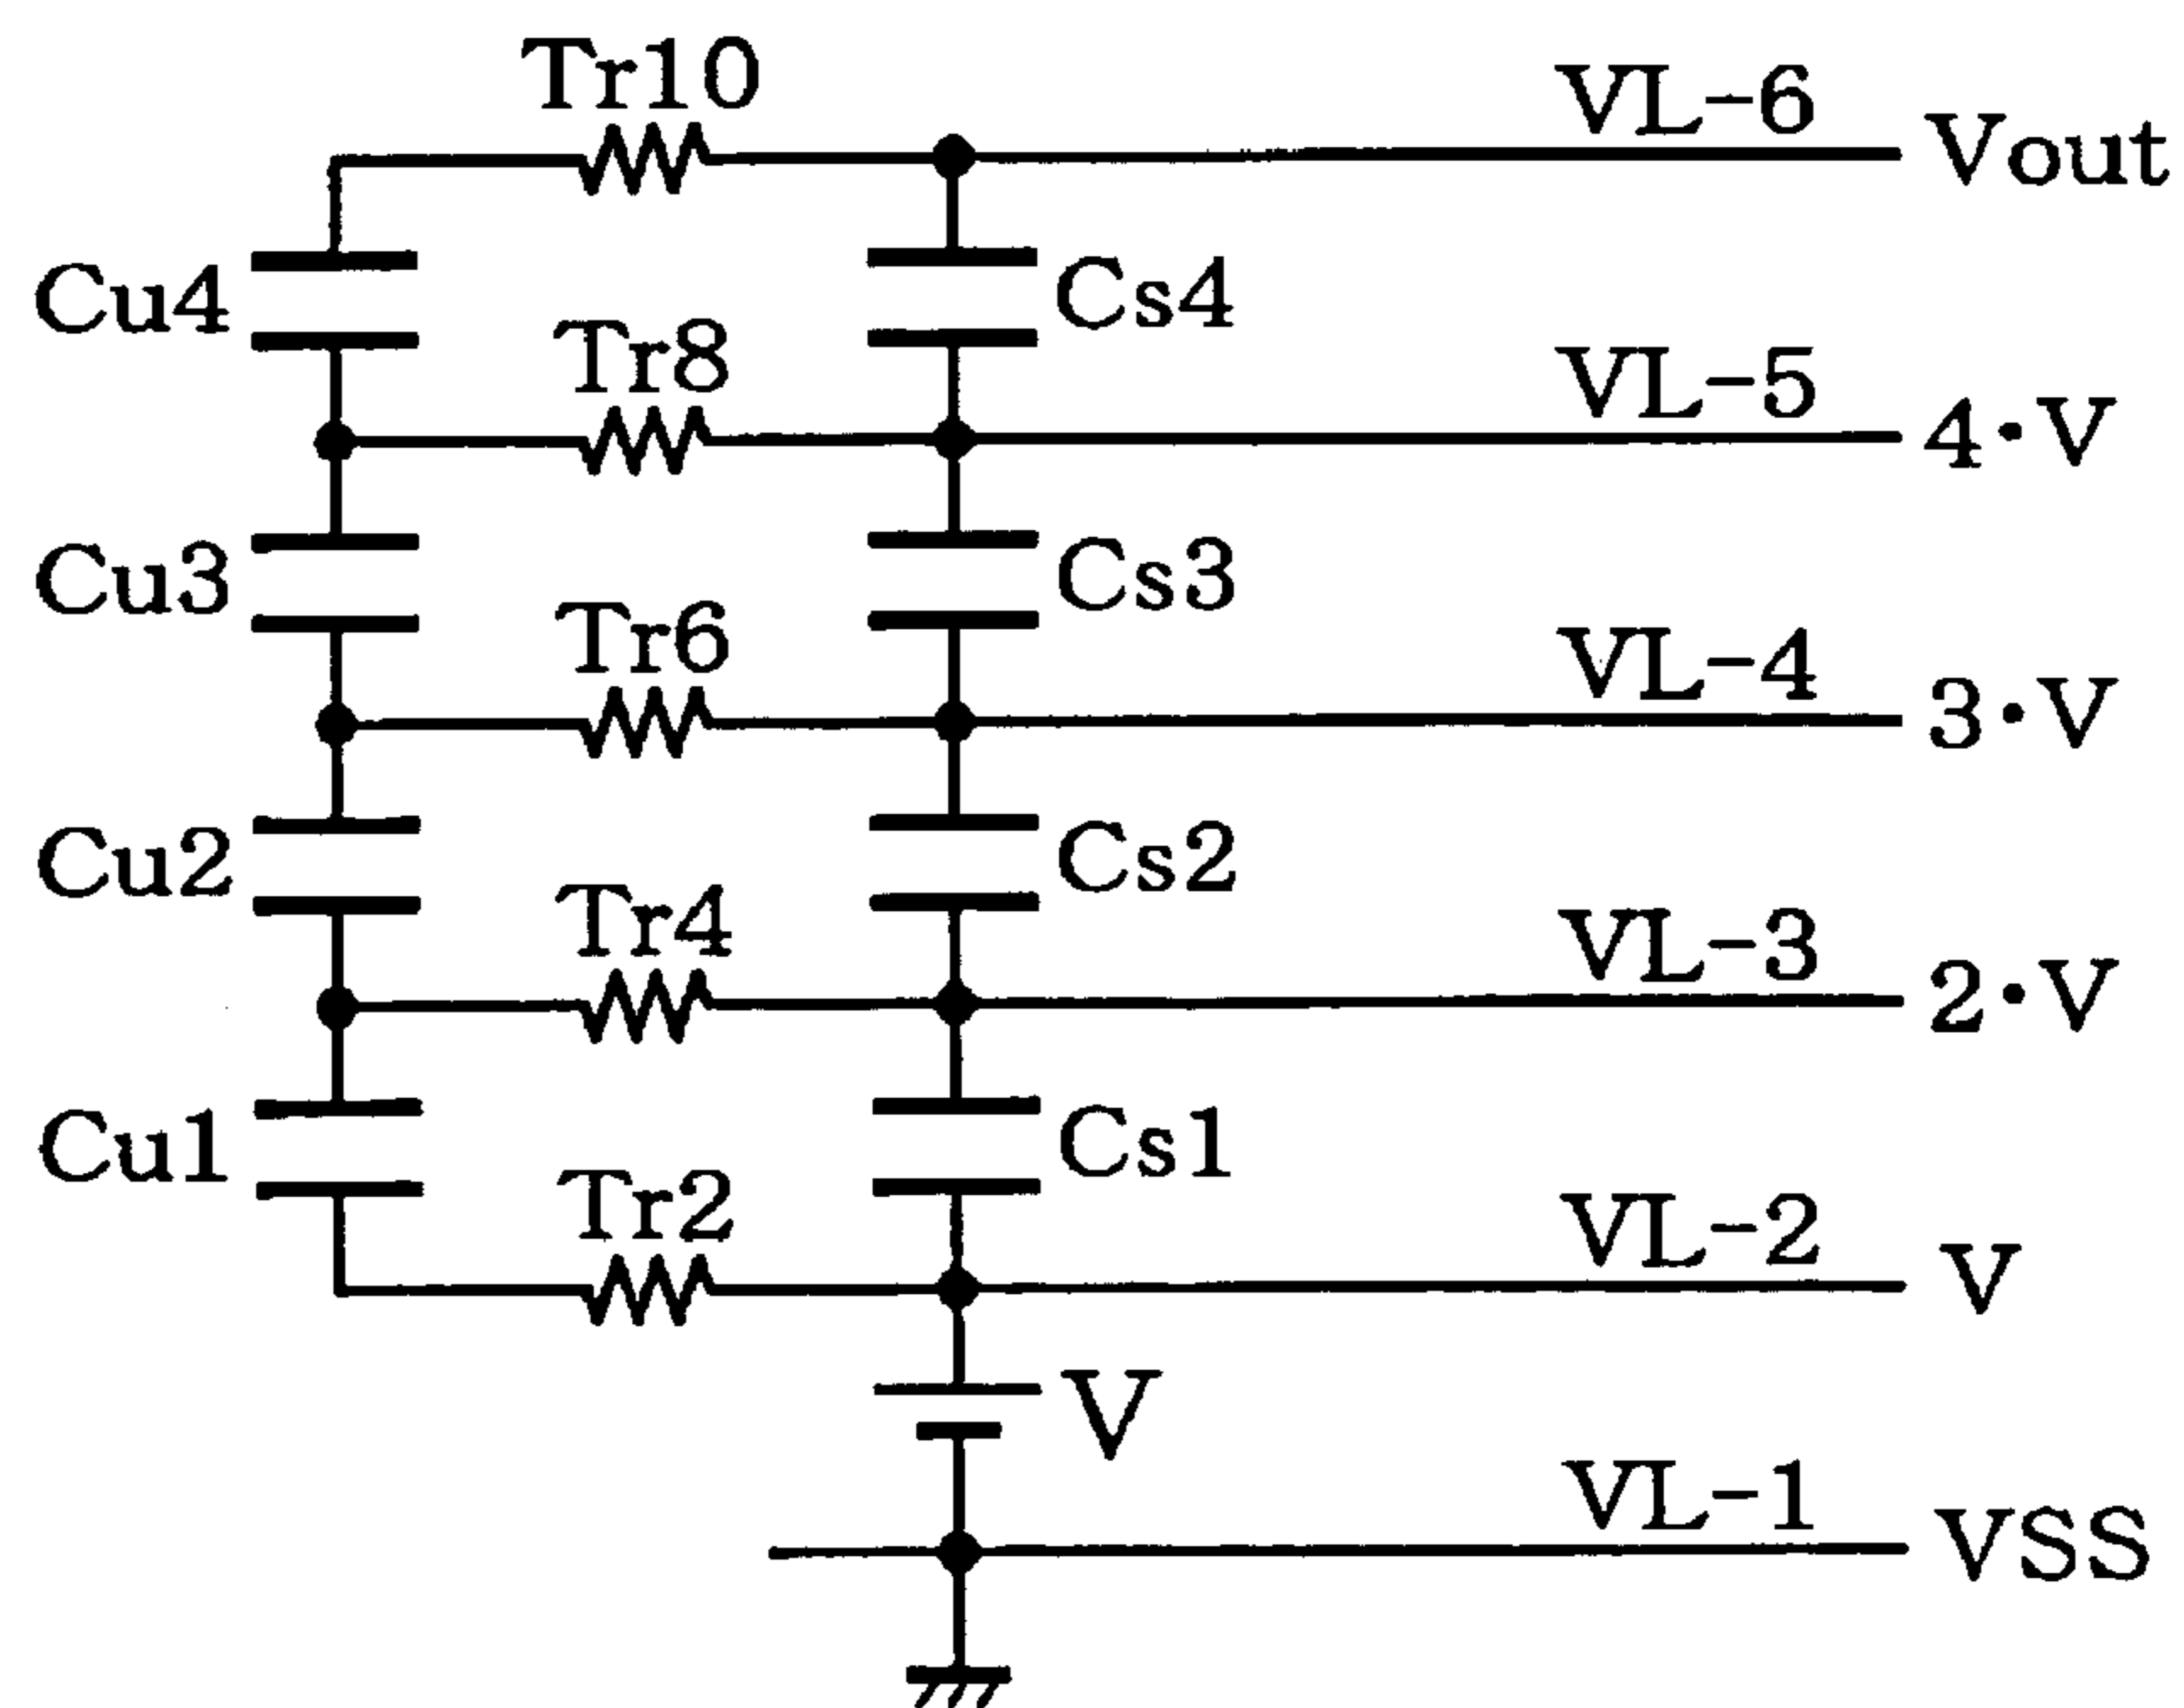 Tr10
VL-6
Vout
Cu4
Cs4
Tr8
VL-5
4·V
Cu3
Cs3
Tr6
VL-4
3·V
Cu2
Cs2
Tr4
VL-3
2·V
Cu1
Cs1
Tr2
VL-2
V
V
VL-1
VSS